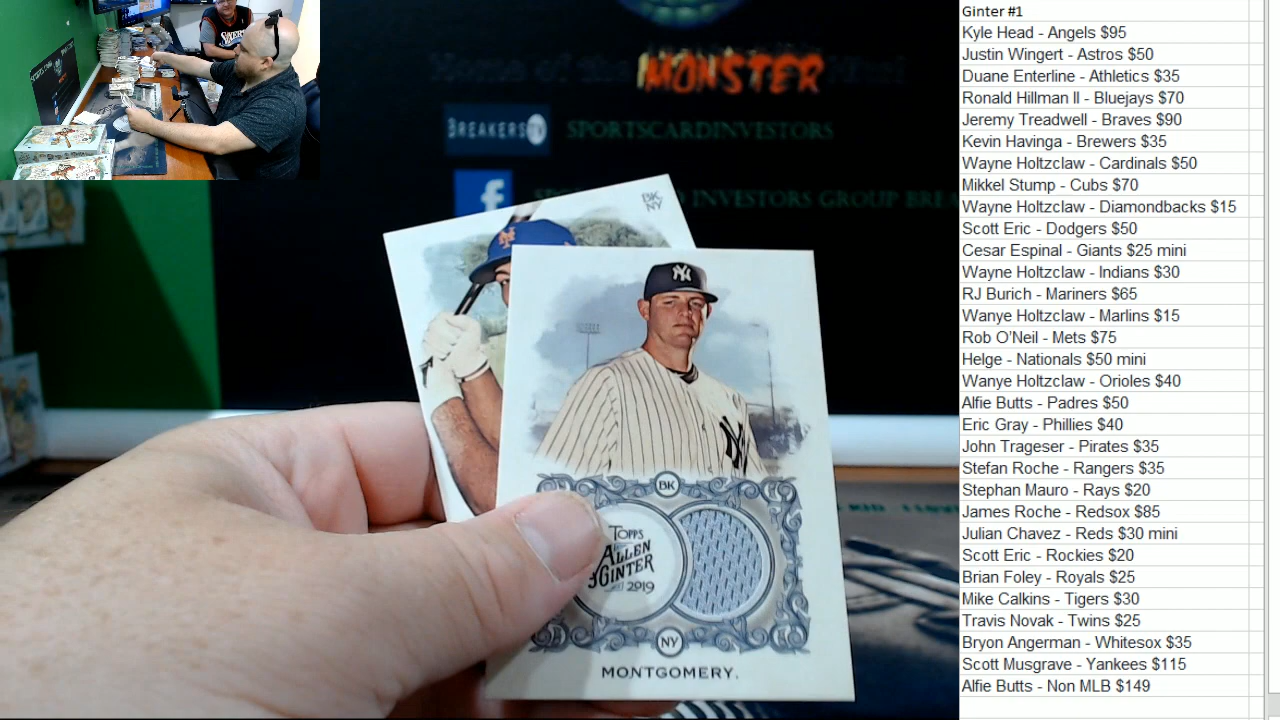 SIXERS
MONSTER
BREAKERSTV
SPORTSCARDINVESTORS
f
INVESTORS GROUP BREA
BK
NY
NY
NY
BK
TOPPS
ALLEN
GINTER
2019
NY
MONTGOMERY.
Ginter #1
Kyle Head - Angels $95
Justin Wingert - Astros $50
Duane Enterline - Athletics $35
Ronald Hillman ll - Bluejays $70
Jeremy Treadwell - Braves $90
Kevin Havinga - Brewers $35
Wayne Holtzclaw - Cardinals $50
Mikkel Stump - Cubs $70
Wayne Holtzclaw - Diamondbacks $15
Scott Eric - Dodgers $50
Cesar Espinal - Giants $25 mini
Wayne Holtzclaw - Indians $30
RJ Burich - Mariners $65
Wanye Holtzclaw - Marlins $15
Rob O'Neil - Mets $75
Helge - Nationals $50 mini
Wanye Holtzclaw - Orioles $40
Alfie Butts - Padres $50
Eric Gray - Phillies $40
John Trageser - Pirates $35
Stefan Roche - Rangers $35
Stephan Mauro - Rays $20
James Roche - Redsox $85
Julian Chavez - Reds $30 mini
Scott Eric - Rockies $20
Brian Foley - Royals $25
Mike Calkins - Tigers $30
Travis Novak - Twins $25
Bryon Angerman - Whitesox $35
Scott Musgrave - Yankees $115
Alfie Butts - Non MLB $149